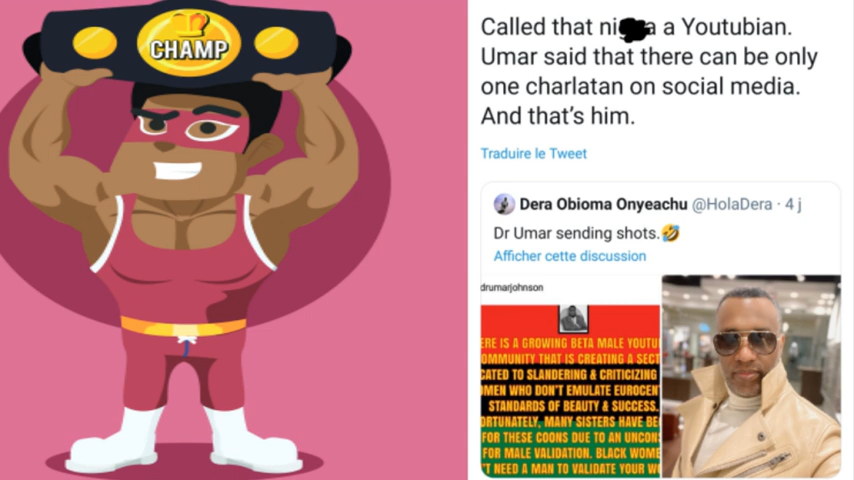 CHAMP
Called that a Youtubian.
Umar said that there can be only
one charlatan on social media.
And that's him.
Traduire le Tweet
Dera Obioma Onyeachu @HolaDera · 4 j
Dr Umar sending shots.🤣
Afficher cette discussion
drumarjohnson
ERE IS A GROWING BETA MALE YOUTU
OMMUNITY THAT IS CREATING A SECT
CATED TO SLANDERING & CRITICIZING
OMEN WHO DON'T EMULATE EUROCEN
STANDARDS OF BEAUTY & SUCCESS.
ORTUNATELY, MANY SISTERS HAVE BE
FOR THESE COONS DUE TO AN UNCON
FOR MALE VALIDATION. BLACK WOME
'T NEED A MAN TO VALIDATE YOUR W